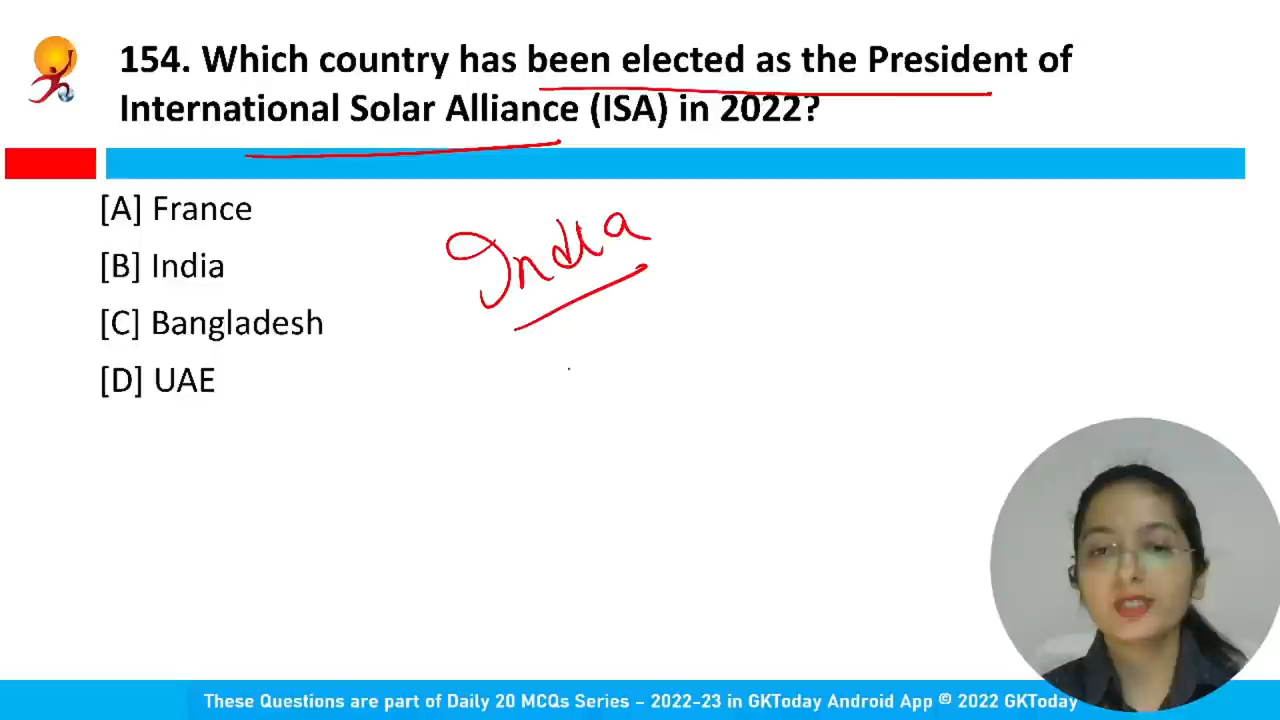 154. Which country has been elected as the President of
International Solar Alliance (ISA) in 2022?
[A] France
[B] India
[C] Bangladesh
[D] UAE
India
These Questions are part of Daily 20 MCQs Series – 2022-23 in GKToday Android App © 2022 GKToday